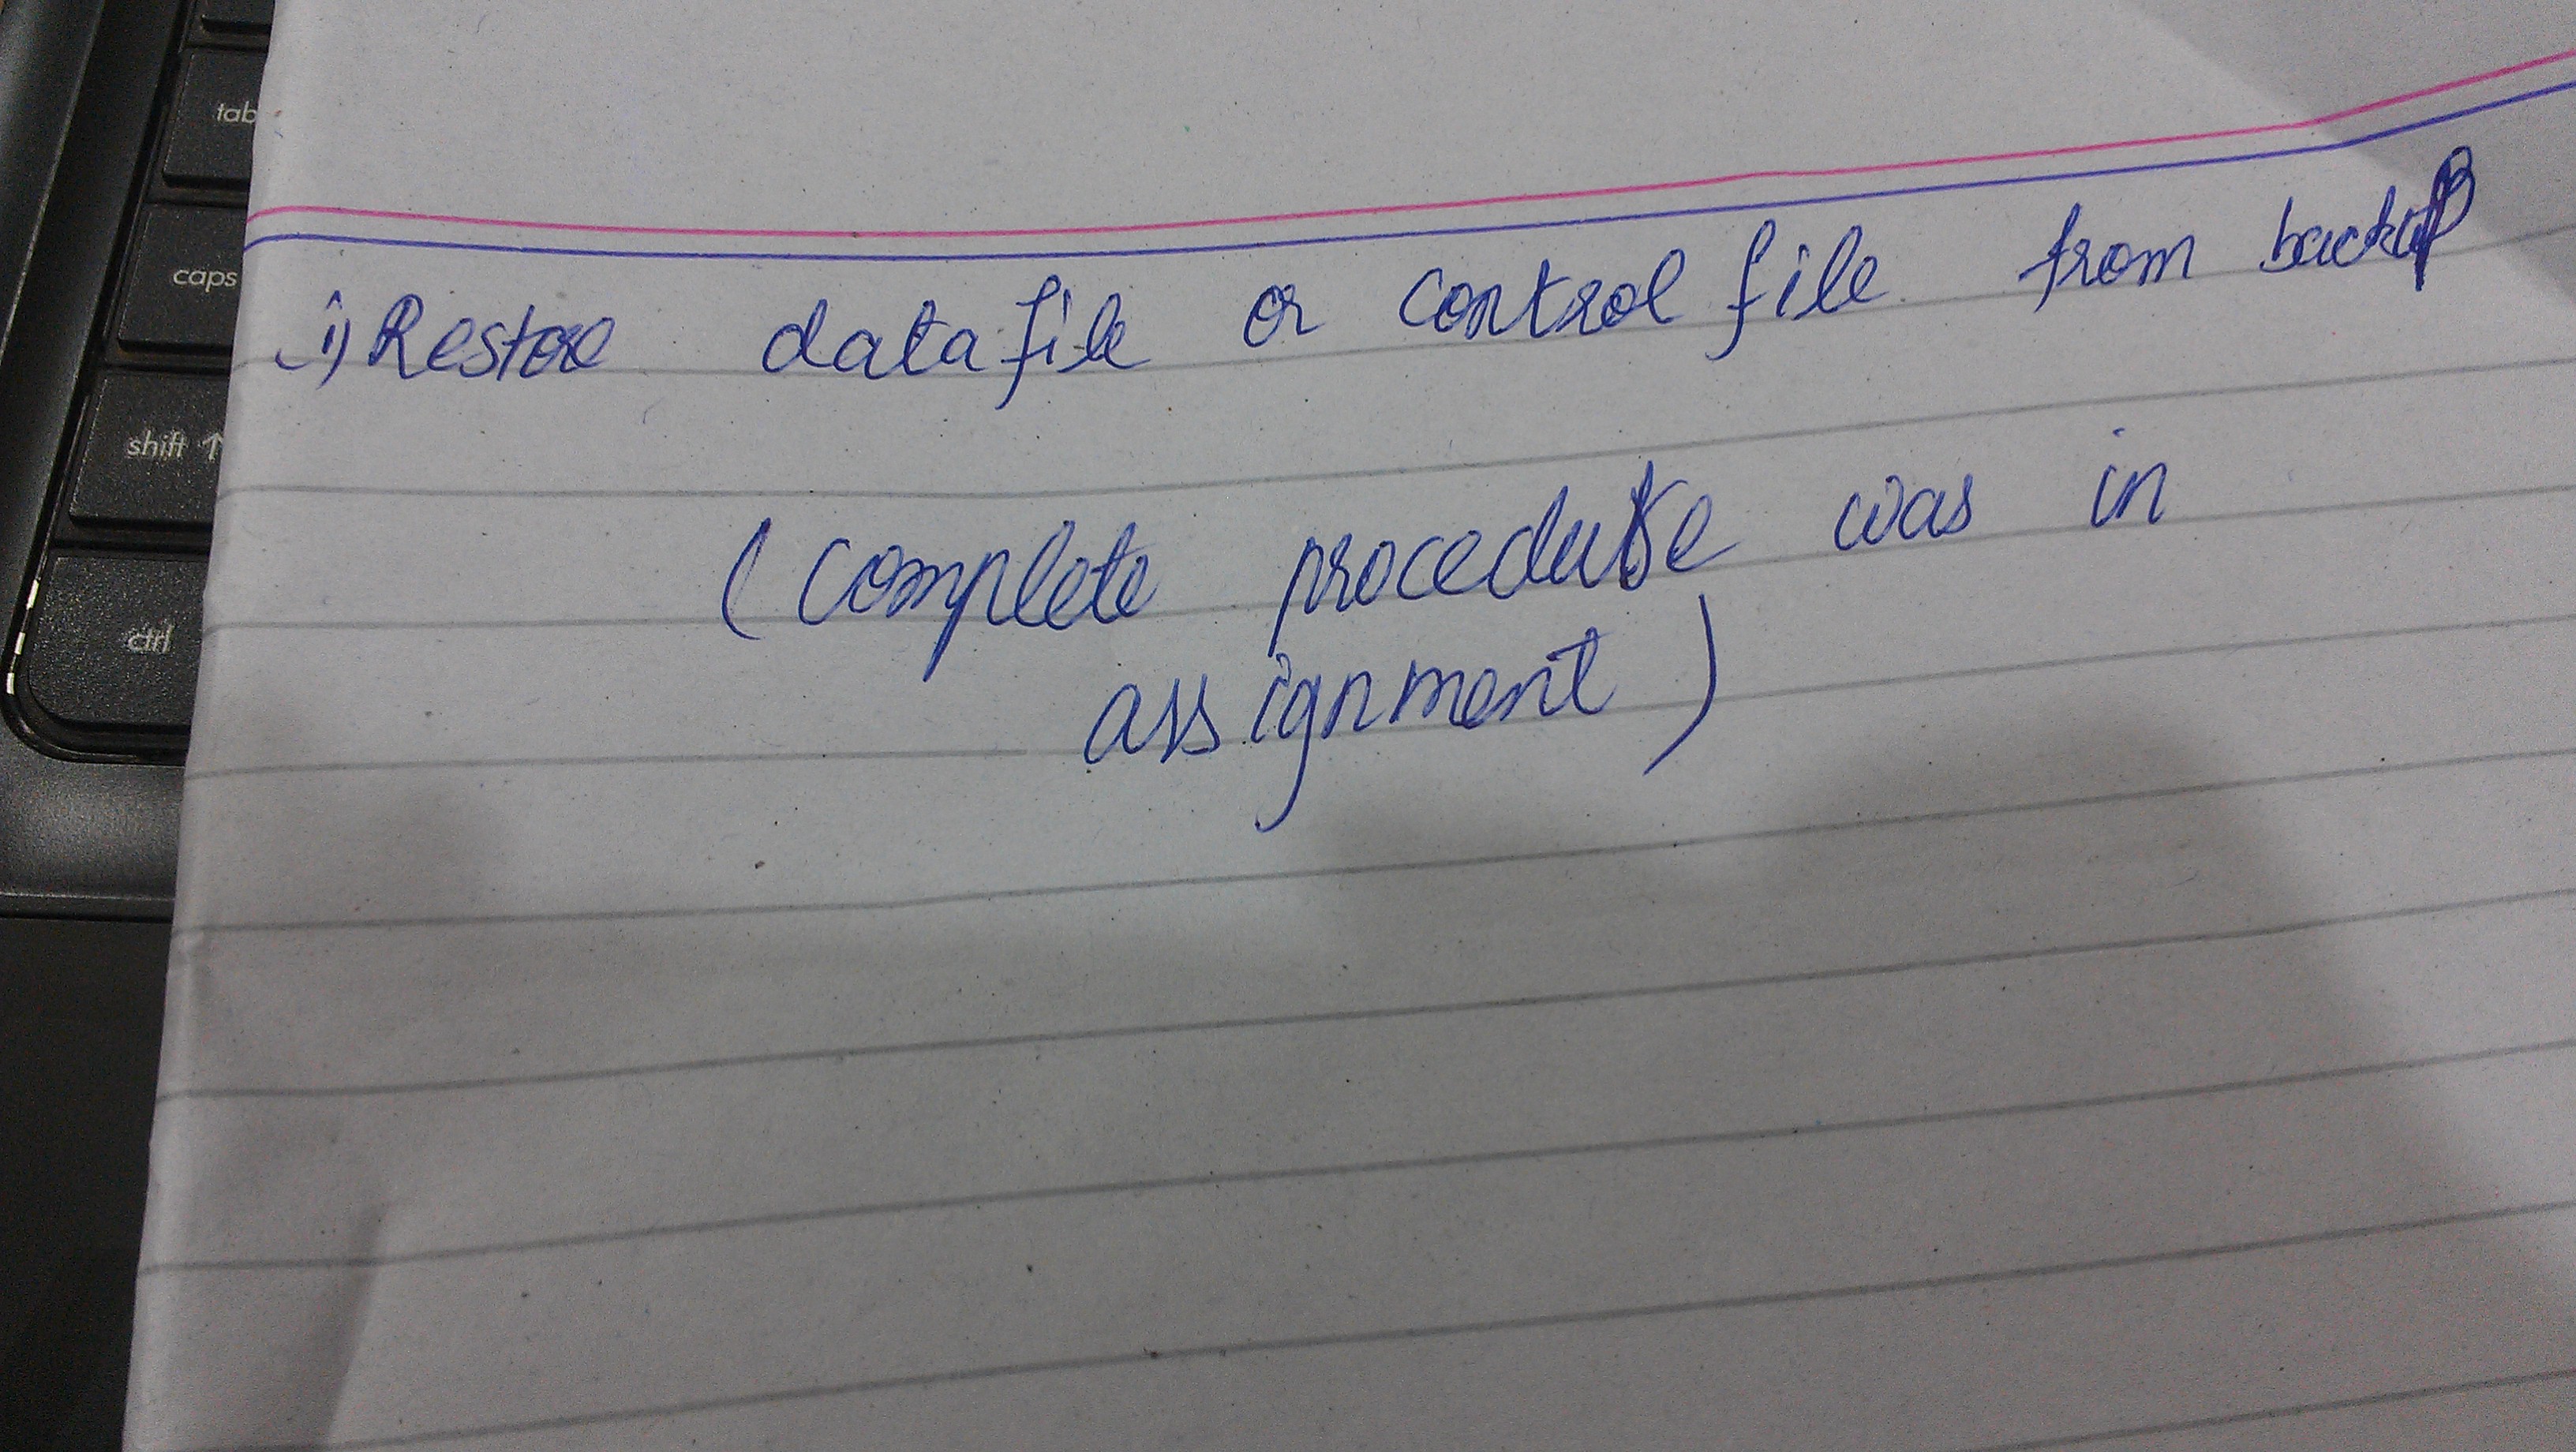 tab
caps
shift ↑
ctrl
i) Restore datafile or control file from backup
(complete procedure was in
assignment)